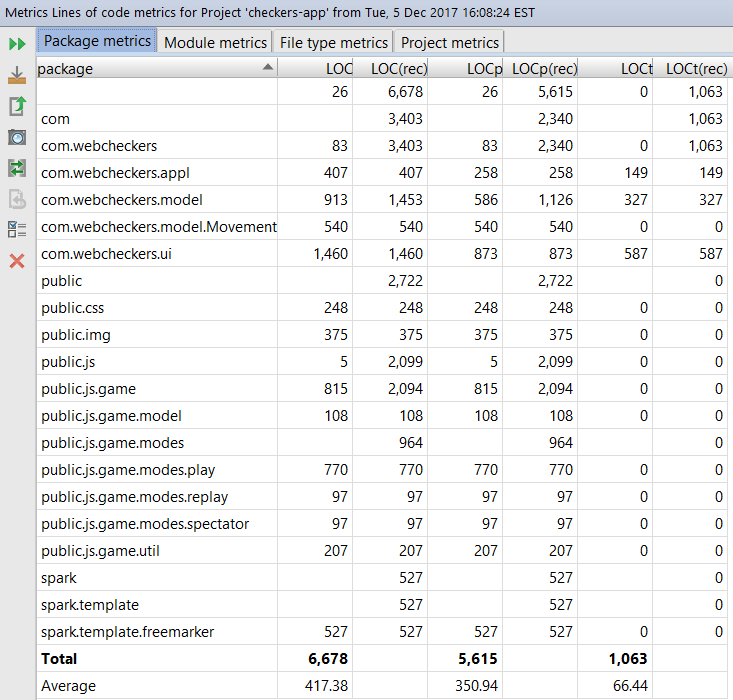 Metrics Lines of code metrics for Project 'checkers-app' from Tue, 5 Dec 2017 16:08:24 EST
Package metrics Module metrics File type metrics Project metrics
package LOC LOC(rec) LOCp LOCp(rec) LOCt LOCt(rec)
26 6,678 26 5,615 0 1,063
com 3,403 2,340 1,063
com.webcheckers 83 3,403 83 2,340 0 1,063
com.webcheckers.appl 407 407 258 258 149 149
com.webcheckers.model 913 1,453 586 1,126 327 327
com.webcheckers.model.Movement 540 540 540 540 0 0
com.webcheckers.ui 1,460 1,460 873 873 587 587
public 2,722 2,722 0
public.css 248 248 248 248 0 0
public.img 375 375 375 375 0 0
public.js 5 2,099 5 2,099 0 0
public.js.game 815 2,094 815 2,094 0 0
public.js.game.model 108 108 108 108 0 0
public.js.game.modes 964 964 0
public.js.game.modes.play 770 770 770 770 0 0
public.js.game.modes.replay 97 97 97 97 0 0
public.js.game.modes.spectator 97 97 97 97 0 0
public.js.game.util 207 207 207 207 0 0
spark 527 527 0
spark.template 527 527 0
spark.template.freemarker 527 527 527 527 0 0
Total 6,678 5,615 1,063
Average 417.38 350.94 66.44